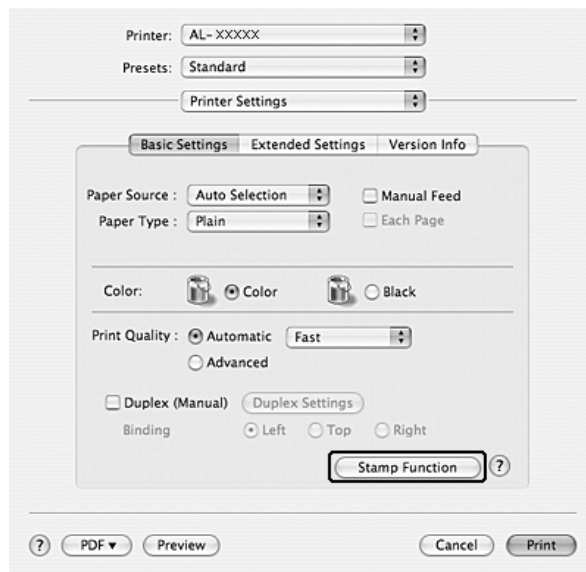 Printer: AL- XXXXX
Presets: Standard
Printer Settings
Basic Settings Extended Settings Version Info
Paper Source : Auto Selection Manual Feed
Paper Type : Plain Each Page
Color: Color Black
Print Quality : Automatic Fast
Advanced
Duplex (Manual) Duplex Settings
Binding Left Top Right
Stamp Function ?
? PDF▼ Preview Cancel Print